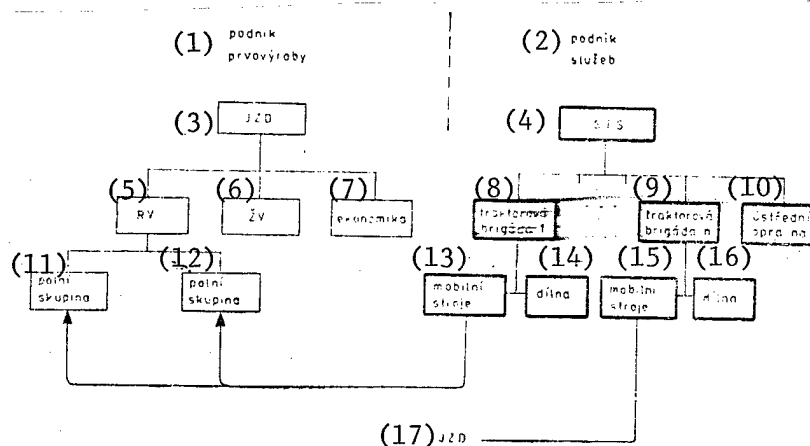 (1) podnik
prvovýroby
(2) podnik
služeb
(3) JZD
(4) STS
(5) RV
(6) ŽV
(7) ekonomika
(8) traktorová
brigáda 1
(9) traktorová
brigáda n
(10) ústřední
opravna
(11) polní
skupina
(12) polní
skupina
(13) mobilní
stroje
(14) dílna
(15) mobilní
stroje
(16) dílna
(17) JZD